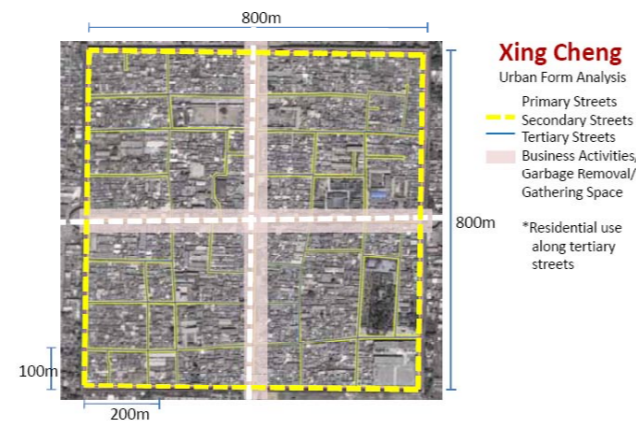 800m
Xing Cheng
Urban Form Analysis
Primary Streets
Secondary Streets
Tertiary Streets
Business Activities/
Garbage Removal/
Gathering Space
*Residential use
along tertiary
streets
800m
100m
200m